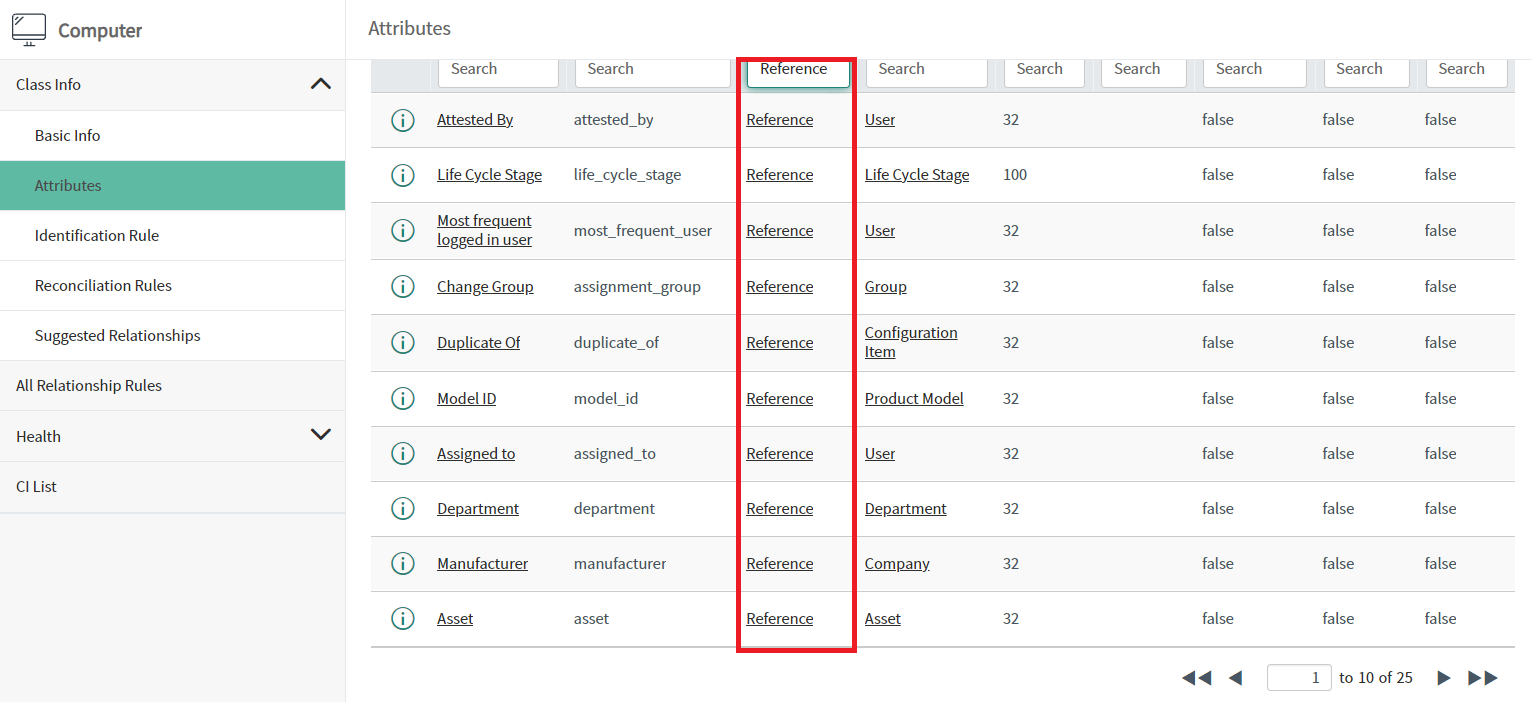 Computer
Attributes
Class Info
Basic Info
Attributes
Identification Rule
Reconciliation Rules
Suggested Relationships
All Relationship Rules
Health
CI List
Search Search Reference Search Search Search Search Search Search
Attested By attested_by Reference User 32 false false false
Life Cycle Stage life_cycle_stage Reference Life Cycle Stage 100 false false false
Most frequent
logged in user most_frequent_user Reference User 32 false false false
Change Group assignment_group Reference Group 32 false false false
Duplicate Of duplicate_of Reference Configuration
Item 32 false false false
Model ID model_id Reference Product Model 32 false false false
Assigned to assigned_to Reference User 32 false false false
Department department Reference Department 32 false false false
Manufacturer manufacturer Reference Company 32 false false false
Asset asset Reference Asset 32 false false false
1 to 10 of 25